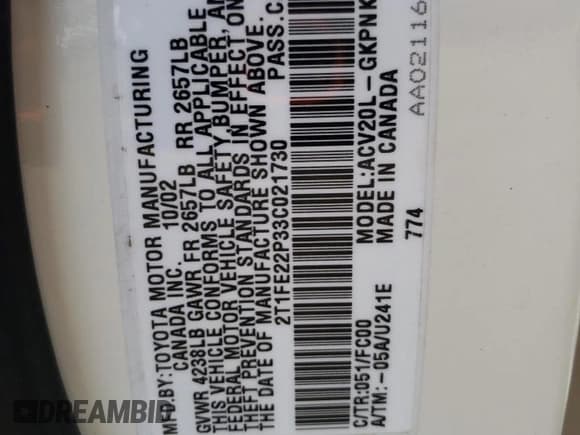 MFD.BY:TOYOTA MOTOR MANUFACTURING
CANADA INC. 10/02
GVWR 4238LB GAWR FR 2657LB RR 2657LB
THIS VEHICLE CONFORMS TO ALL APPLICABLE
FEDERAL MOTOR VEHICLE SAFETY,BUMPER, AN
THEFT PREVENTION STANDARDS IN EFFECT ON
THE DATE OF MANUFACTURE SHOWN ABOVE.
2T1FE22P33C021730 PASS.C
C/TR:051/FC00 MODEL:ACV20L-GKPNK
A/TM:-05A/U241E MADE IN CANADA
774
AA02116
DREAMBID